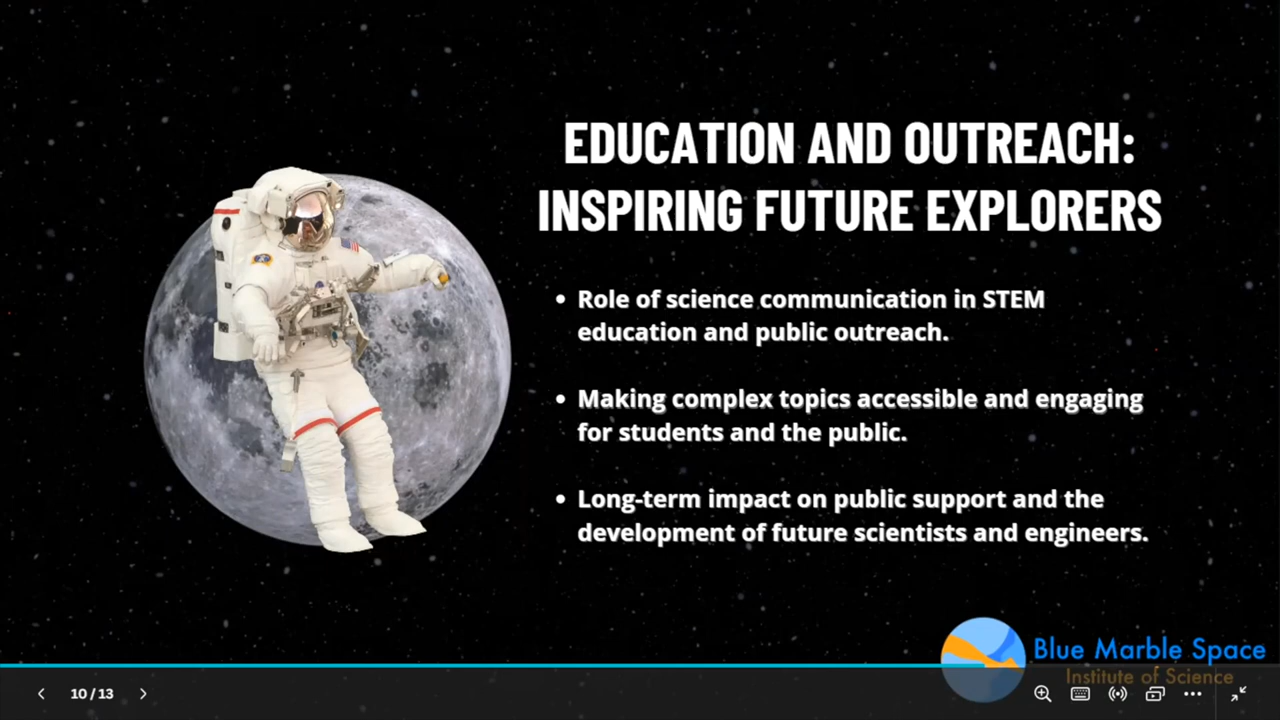 EDUCATION AND OUTREACH:
INSPIRING FUTURE EXPLORERS
• Role of science communication in STEM
education and public outreach.
• Making complex topics accessible and engaging
for students and the public.
• Long-term impact on public support and the
development of future scientists and engineers.
Blue Marble Space
Institute of Science
10 / 13